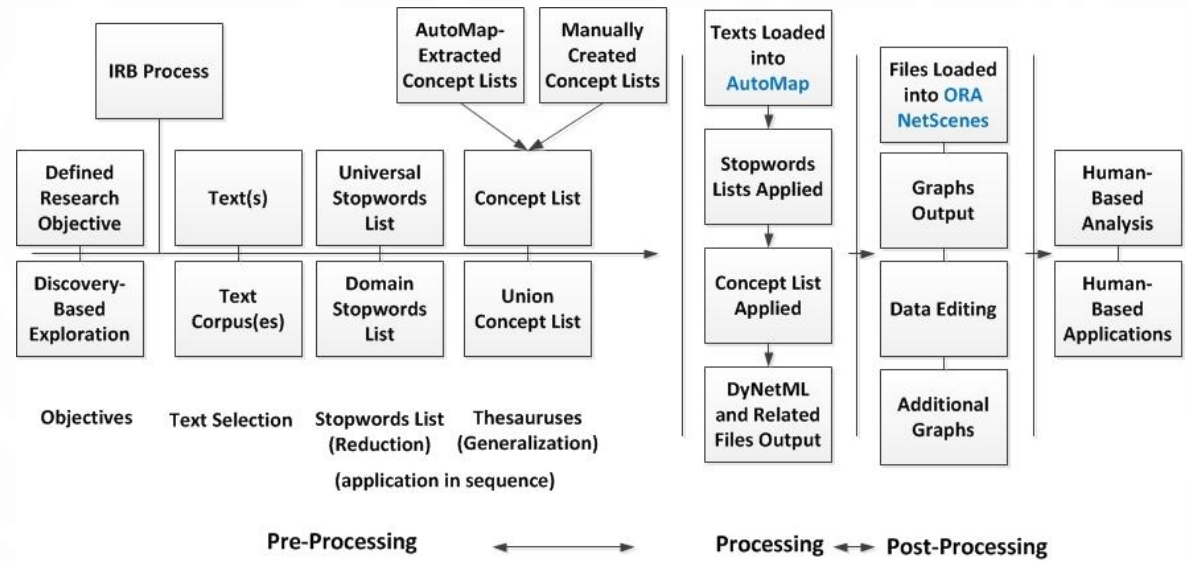 IRB Process
AutoMap-
Extracted
Concept Lists
Manually
Created
Concept Lists
Defined
Research
Objective
Text(s)
Universal
Stopwords
List
Concept List
Discovery-
Based
Exploration
Text
Corpus(es)
Domain
Stopwords
List
Union
Concept List
Objectives
Text Selection
Stopwords List
(Reduction)
Thesauruses
(Generalization)
(application in sequence)
Texts Loaded
into
AutoMap
Stopwords
Lists Applied
Concept List
Applied
DyNetML
and Related
Files Output
Files Loaded
into ORA
NetScenes
Graphs
Output
Data Editing
Additional
Graphs
Human-
Based
Analysis
Human-
Based
Applications
Pre-Processing
Processing
Post-Processing